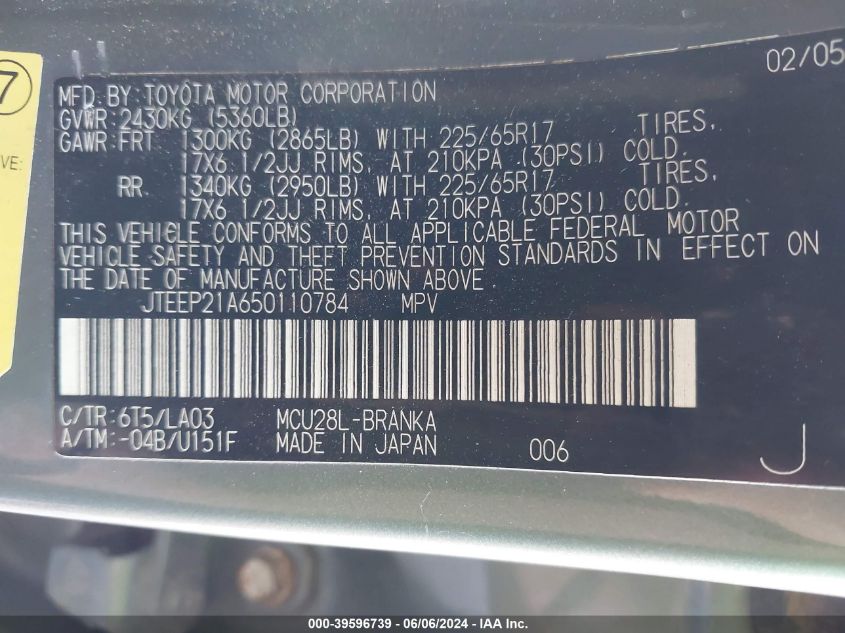 02/05
7
VE:
MFD.BY:TOYOTA MOTOR CORPORATION
GVWR:2430KG (5360LB)
GAWR:FRT. 1300KG (2865LB) WITH 225/65R17 TIRES,
17X6 1/2JJ RIMS, AT 210KPA (30PSI) COLD.
RR. 1340KG (2950LB) WITH 225/65R17 TIRES,
17X6 1/2JJ RIMS, AT 210KPA (30PSI) COLD.
THIS VEHICLE CONFORMS TO ALL APPLICABLE FEDERAL MOTOR
VEHICLE SAFETY AND THEFT PREVENTION STANDARDS IN EFFECT ON
THE DATE OF MANUFACTURE SHOWN ABOVE.
JTEEP21A650110784 MPV
C/TR:6T5/LA03 MCU28L-BRANKA
A/TM:-04B/U151F MADE IN JAPAN 006
J
000-39596739 - 06/06/2024 - IAA Inc.